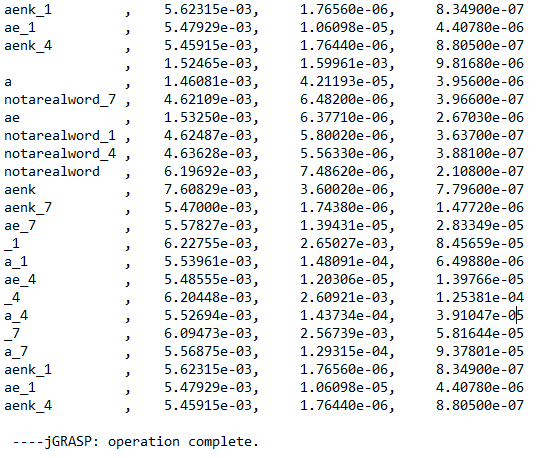 aenk_1 , 5.62315e-03, 1.76560e-06, 8.34900e-07
ae_1 , 5.47929e-03, 1.06098e-05, 4.40780e-06
aenk_4 , 5.45915e-03, 1.76440e-06, 8.80500e-07
, 1.52465e-03, 1.59961e-03, 9.81680e-06
a , 1.46081e-03, 4.21193e-05, 3.95600e-06
notarealword_7 , 4.62109e-03, 6.48200e-06, 3.96600e-07
ae , 1.53250e-03, 6.37710e-06, 2.67030e-06
notarealword_1 , 4.62487e-03, 5.80020e-06, 3.63700e-07
notarealword_4 , 4.63628e-03, 5.56330e-06, 3.88100e-07
notarealword , 6.19692e-03, 7.48620e-06, 2.10800e-07
aenk , 7.60829e-03, 3.60020e-06, 7.79600e-07
aenk_7 , 5.47000e-03, 1.74380e-06, 1.47720e-06
ae_7 , 5.57827e-03, 1.39431e-05, 2.83349e-05
_1 , 6.22755e-03, 2.65027e-03, 8.45659e-05
a_1 , 5.53961e-03, 1.48091e-04, 6.49880e-06
ae_4 , 5.48555e-03, 1.20306e-05, 1.39766e-05
_4 , 6.20448e-03, 2.60921e-03, 1.25381e-04
a_4 , 5.52694e-03, 1.43734e-04, 3.91047e-05
_7 , 6.09473e-03, 2.56739e-03, 5.81644e-05
a_7 , 5.56875e-03, 1.29315e-04, 9.37801e-05
aenk_1 , 5.62315e-03, 1.76560e-06, 8.34900e-07
ae_1 , 5.47929e-03, 1.06098e-05, 4.40780e-06
aenk_4 , 5.45915e-03, 1.76440e-06, 8.80500e-07
----jGRASP: operation complete.